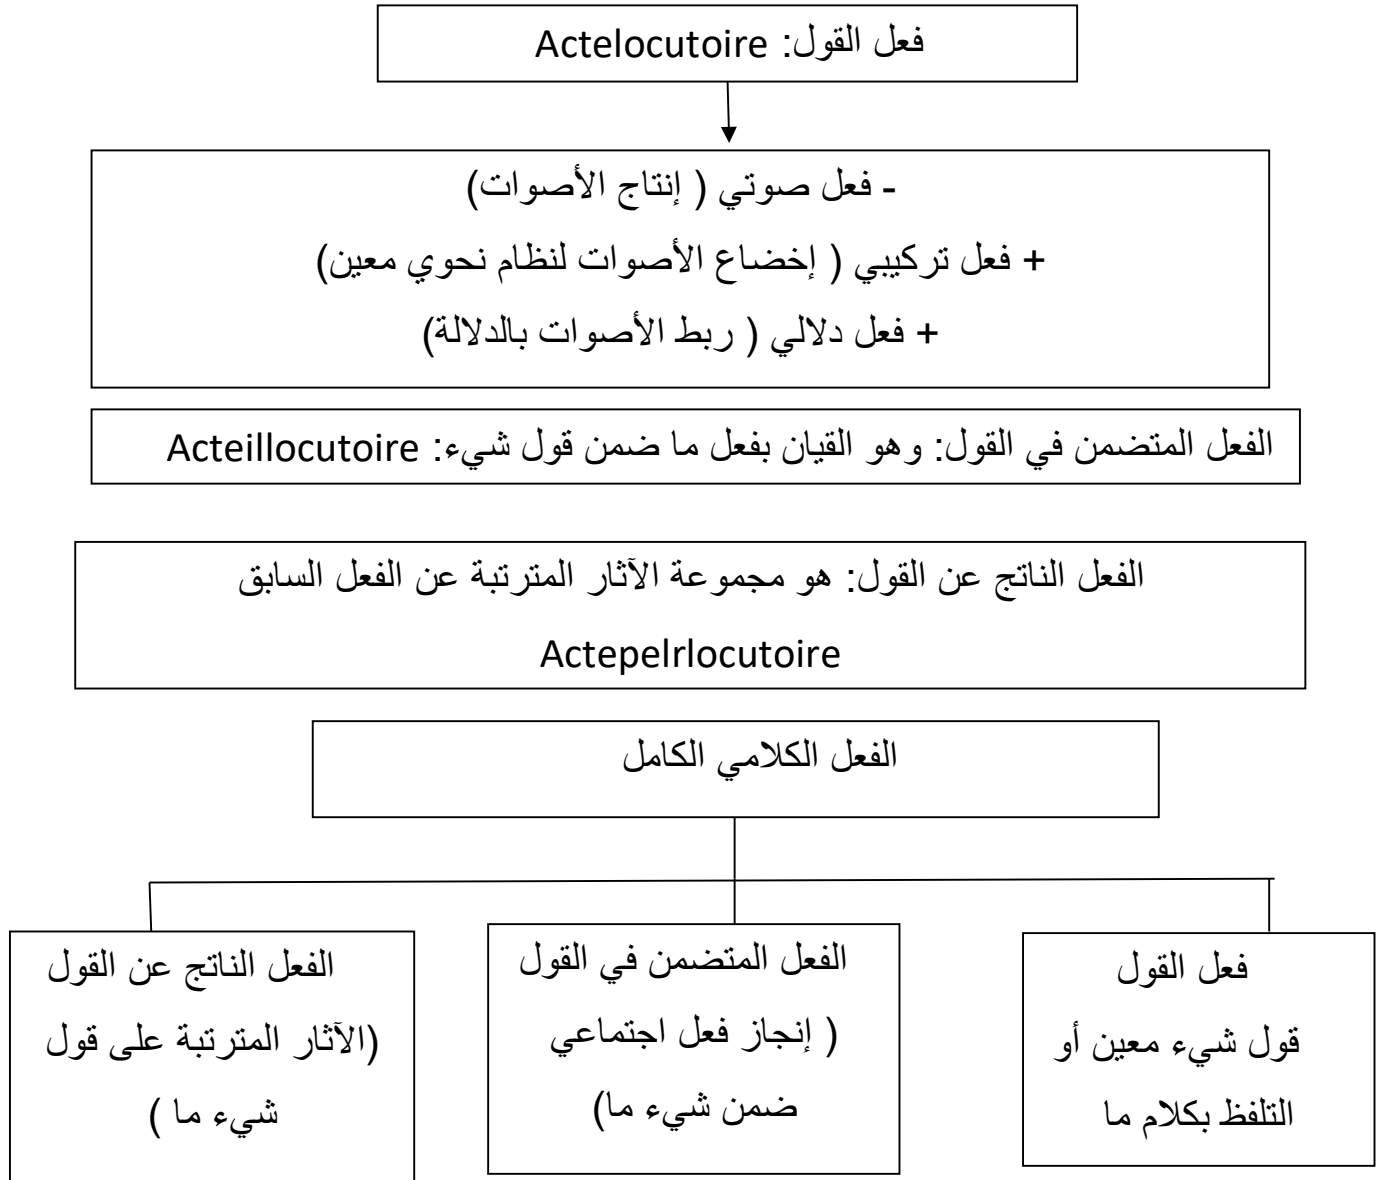 فعل القول: Actelocutoire
- فعل صوتي ( إنتاج الأصوات)
+ فعل تركيبي ( إخضاع الأصوات لنظام نحوي معين)
+ فعل دلالي ( ربط الأصوات بالدلالة)
الفعل المتضمن في القول: وهو القيان بفعل ما ضمن قول شيء: Acteillocutoire
الفعل الناتج عن القول: هو مجموعة الآثار المترتبة عن الفعل السابق
Actepelrlocutoire
الفعل الكلامي الكامل
فعل القول
قول شيء معين أو
التلفظ بكلام ما
الفعل المتضمن في القول
( إنجاز فعل اجتماعي
ضمن شيء ما)
الفعل الناتج عن القول
(الآثار المترتبة على قول
شيء ما )